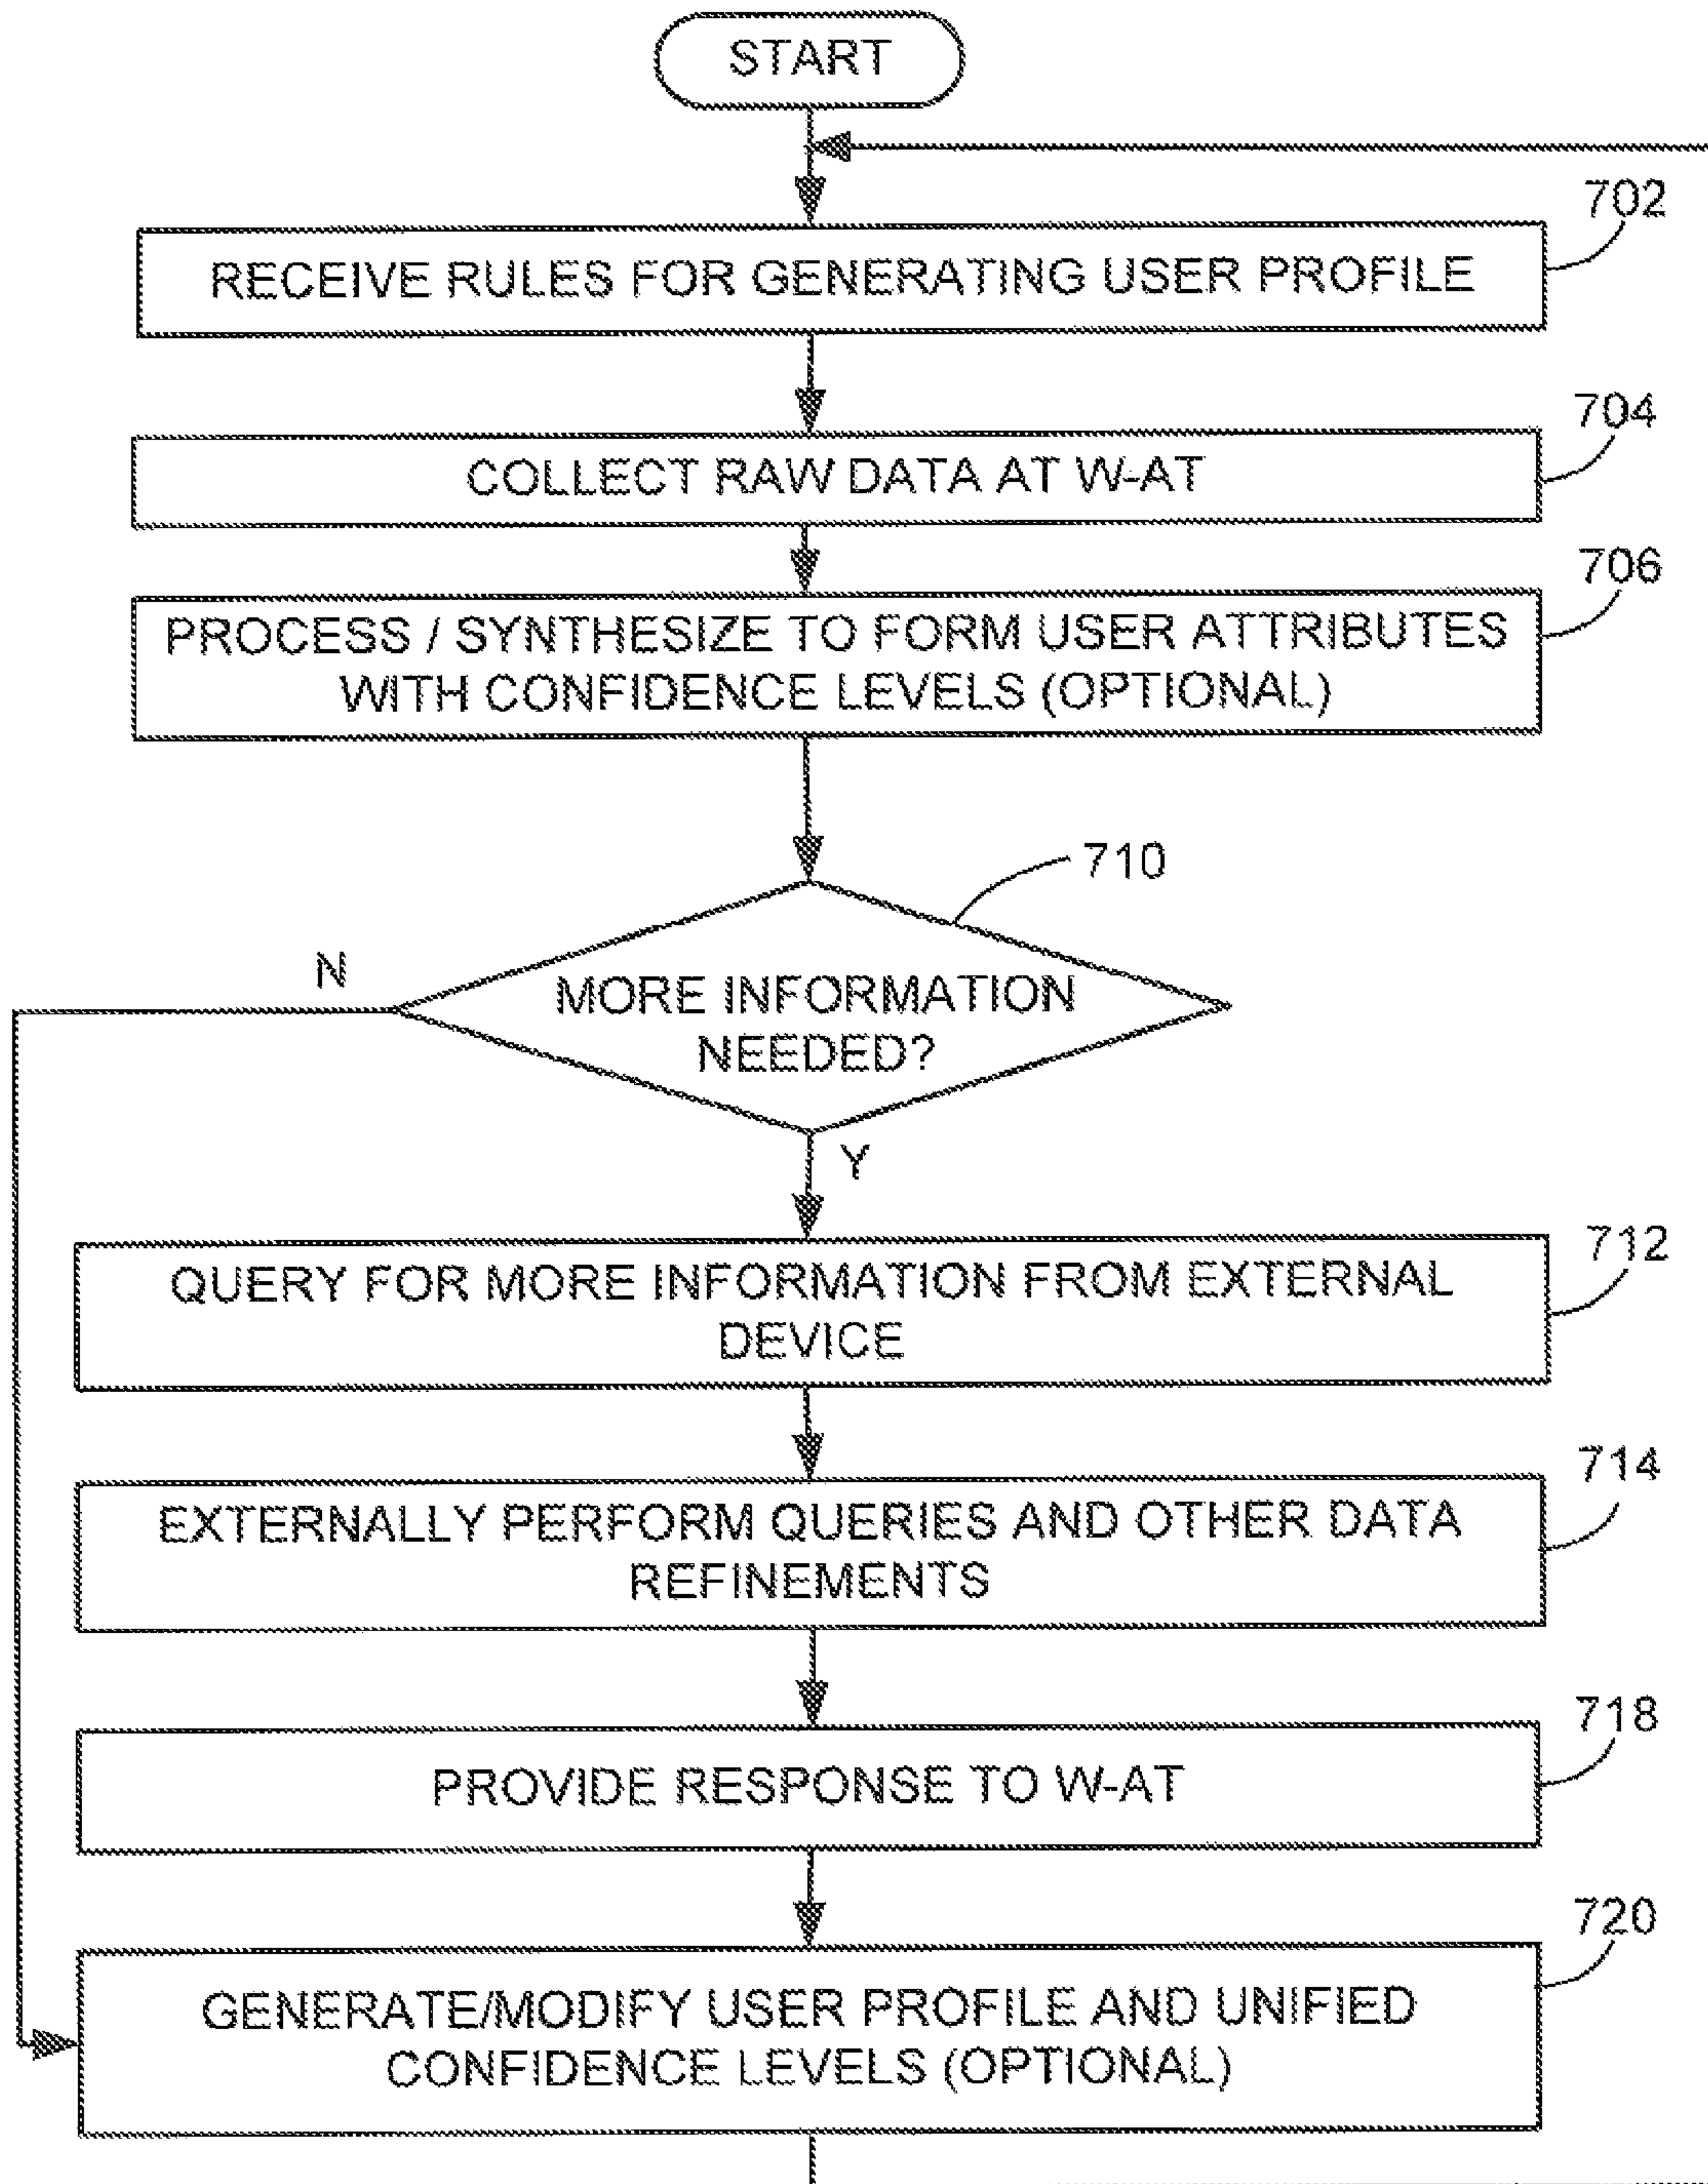 START
702
RECEIVE RULES FOR GENERATING USER PROFILE
704
COLLECT RAW DATA AT W-AT
706
PROCESS / SYNTHESIZE TO FORM USER ATTRIBUTES
WITH CONFIDENCE LEVELS (OPTIONAL)
710
N
MORE INFORMATION
NEEDED?
Y
712
QUERY FOR MORE INFORMATION FROM EXTERNAL
DEVICE
714
EXTERNALLY PERFORM QUERIES AND OTHER DATA
REFINEMENTS
718
PROVIDE RESPONSE TO W-AT
720
GENERATE/MODIFY USER PROFILE AND UNIFIED
CONFIDENCE LEVELS (OPTIONAL)